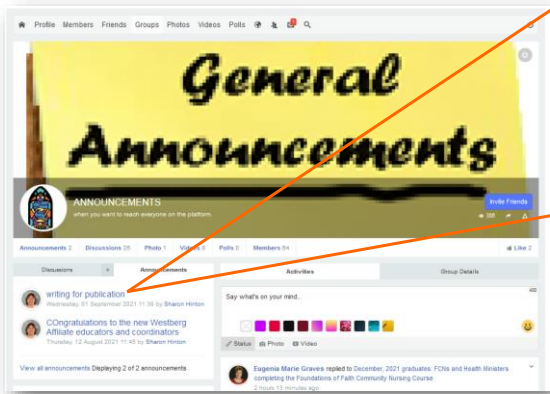 Profile Members Friends Groups Photos Videos Polls
General
Announcements
ANNOUNCEMENTS
when you want to reach everyone on the platform.
Invite Friends
Announcements 2 Discussions 25 Photo 1 Videos 0 Polls 0 Members 84
Like 2
Discussions + Announcements
Activities Group Details
writing for publication
Wednesday, 01 September 2021 11:38 by Sharon Hinton
COngratulations to the new Westberg
Affiliate educators and coordinators
Thursday, 12 August 2021 11:45 by Sharon Hinton
View all announcements Displaying 2 of 2 announcements
Say what's on your mind...
Status Photo Video
Eugenia Marie Graves replied to December, 2021 graduates: FCNs and Health Ministers
completing the Foundations of Faith Community Nursing Course
2 hours 13 minutes ago